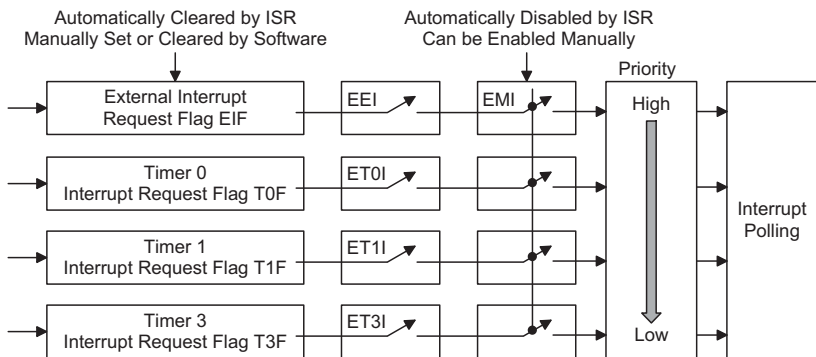 Automatically Cleared by ISR
Manually Set or Cleared by Software
Automatically Disabled by ISR
Can be Enabled Manually
Priority
External Interrupt
Request Flag EIF
EEI
EMI
High
Timer 0
Interrupt Request Flag T0F
ET0I
Interrupt
Polling
Timer 1
Interrupt Request Flag T1F
ET1I
Timer 3
Interrupt Request Flag T3F
ET3I
Low